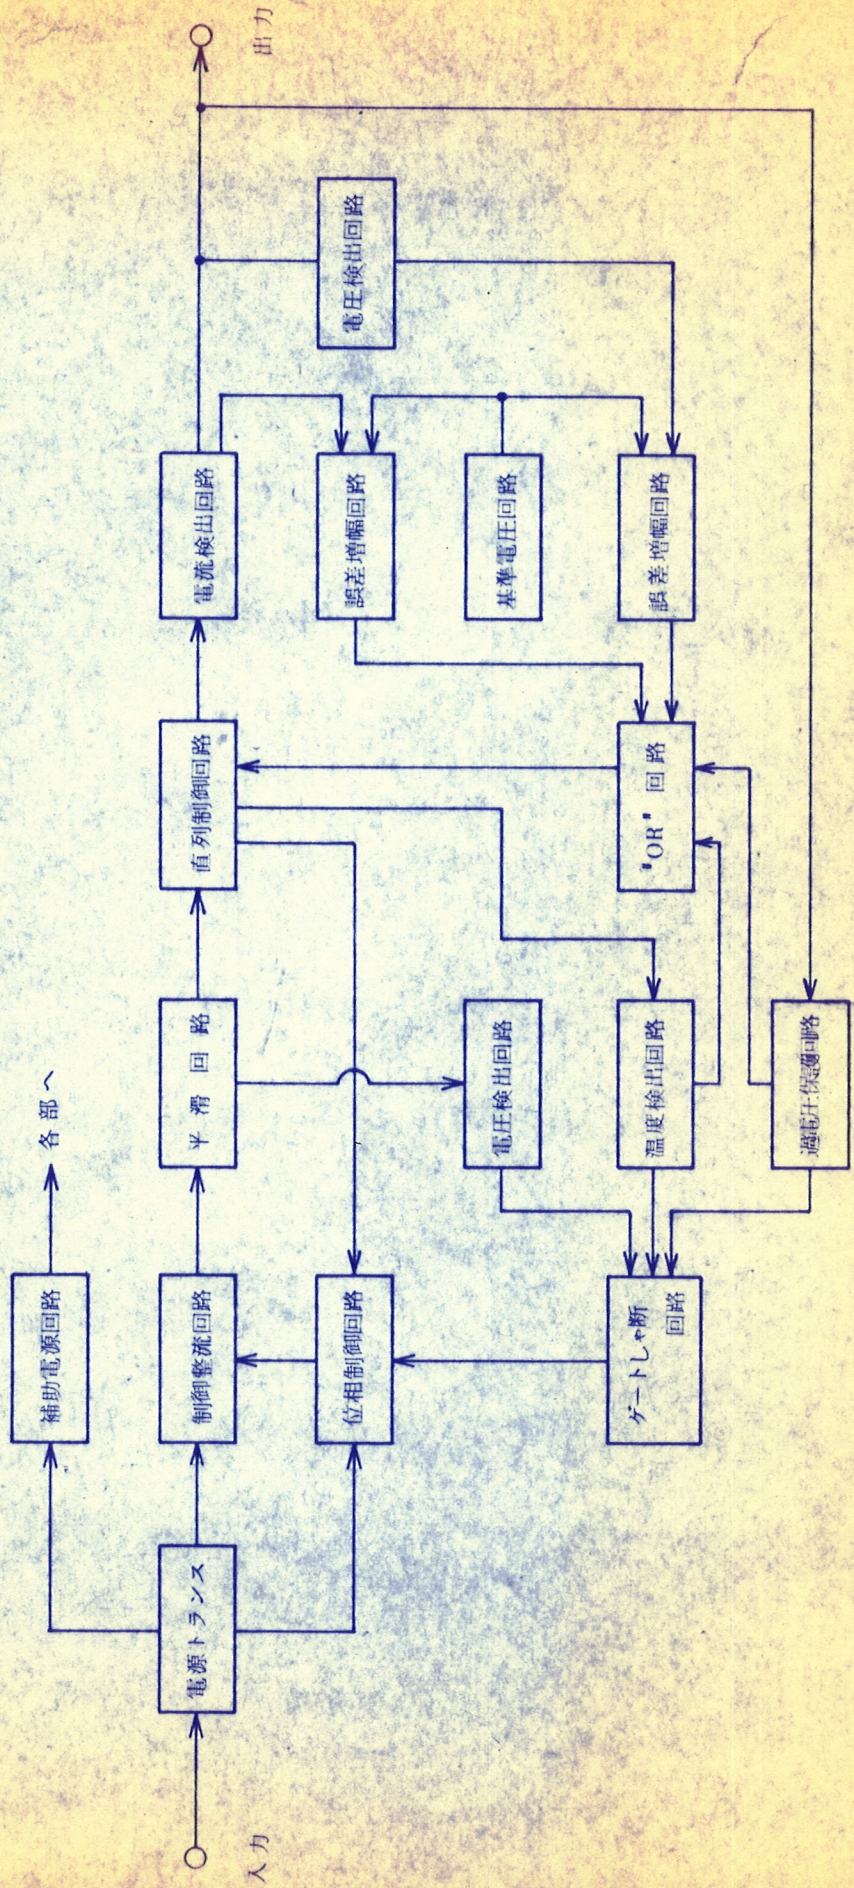 入力
電源トランス
補助電源回路
各部へ
制御整流回路
位相制御回路
ゲートしゃ断
回路
平滑回路
電圧検出回路
温度検出回路
過電圧保護回路
直列制御回路
"OR" 回路
電流検出回路
誤差増幅回路
基準電圧回路
誤差増幅回路
電圧検出回路
出力